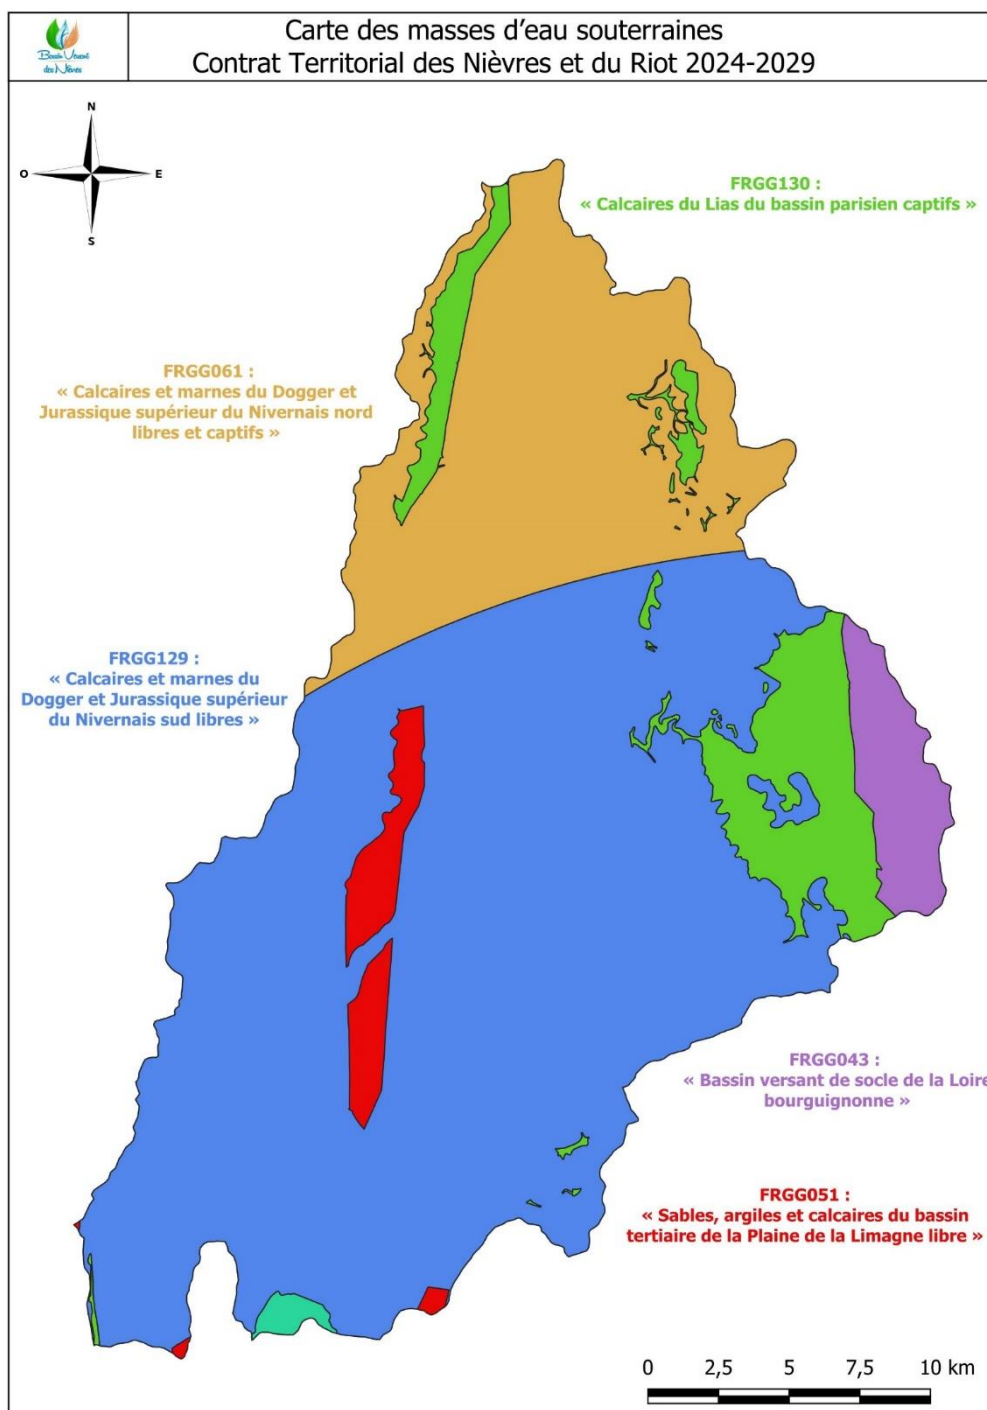 Bassin Versant
des Nièvres
Carte des masses d'eau souterraines
Contrat Territorial des Nièvres et du Riot 2024-2029
N
O
E
S
FRGG130 :
« Calcaires du Lias du bassin parisien captifs »
FRGG061 :
« Calcaires et marnes du Dogger et
Jurassique supérieur du Nivernais nord
libres et captifs »
FRGG129 :
« Calcaires et marnes du
Dogger et Jurassique supérieur
du Nivernais sud libres »
FRGG043 :
« Bassin versant de socle de la Loire
bourguignonne »
FRGG051 :
« Sables, argiles et calcaires du bassin
tertiaire de la Plaine de la Limagne libre »
0 2,5 5 7,5 10 km